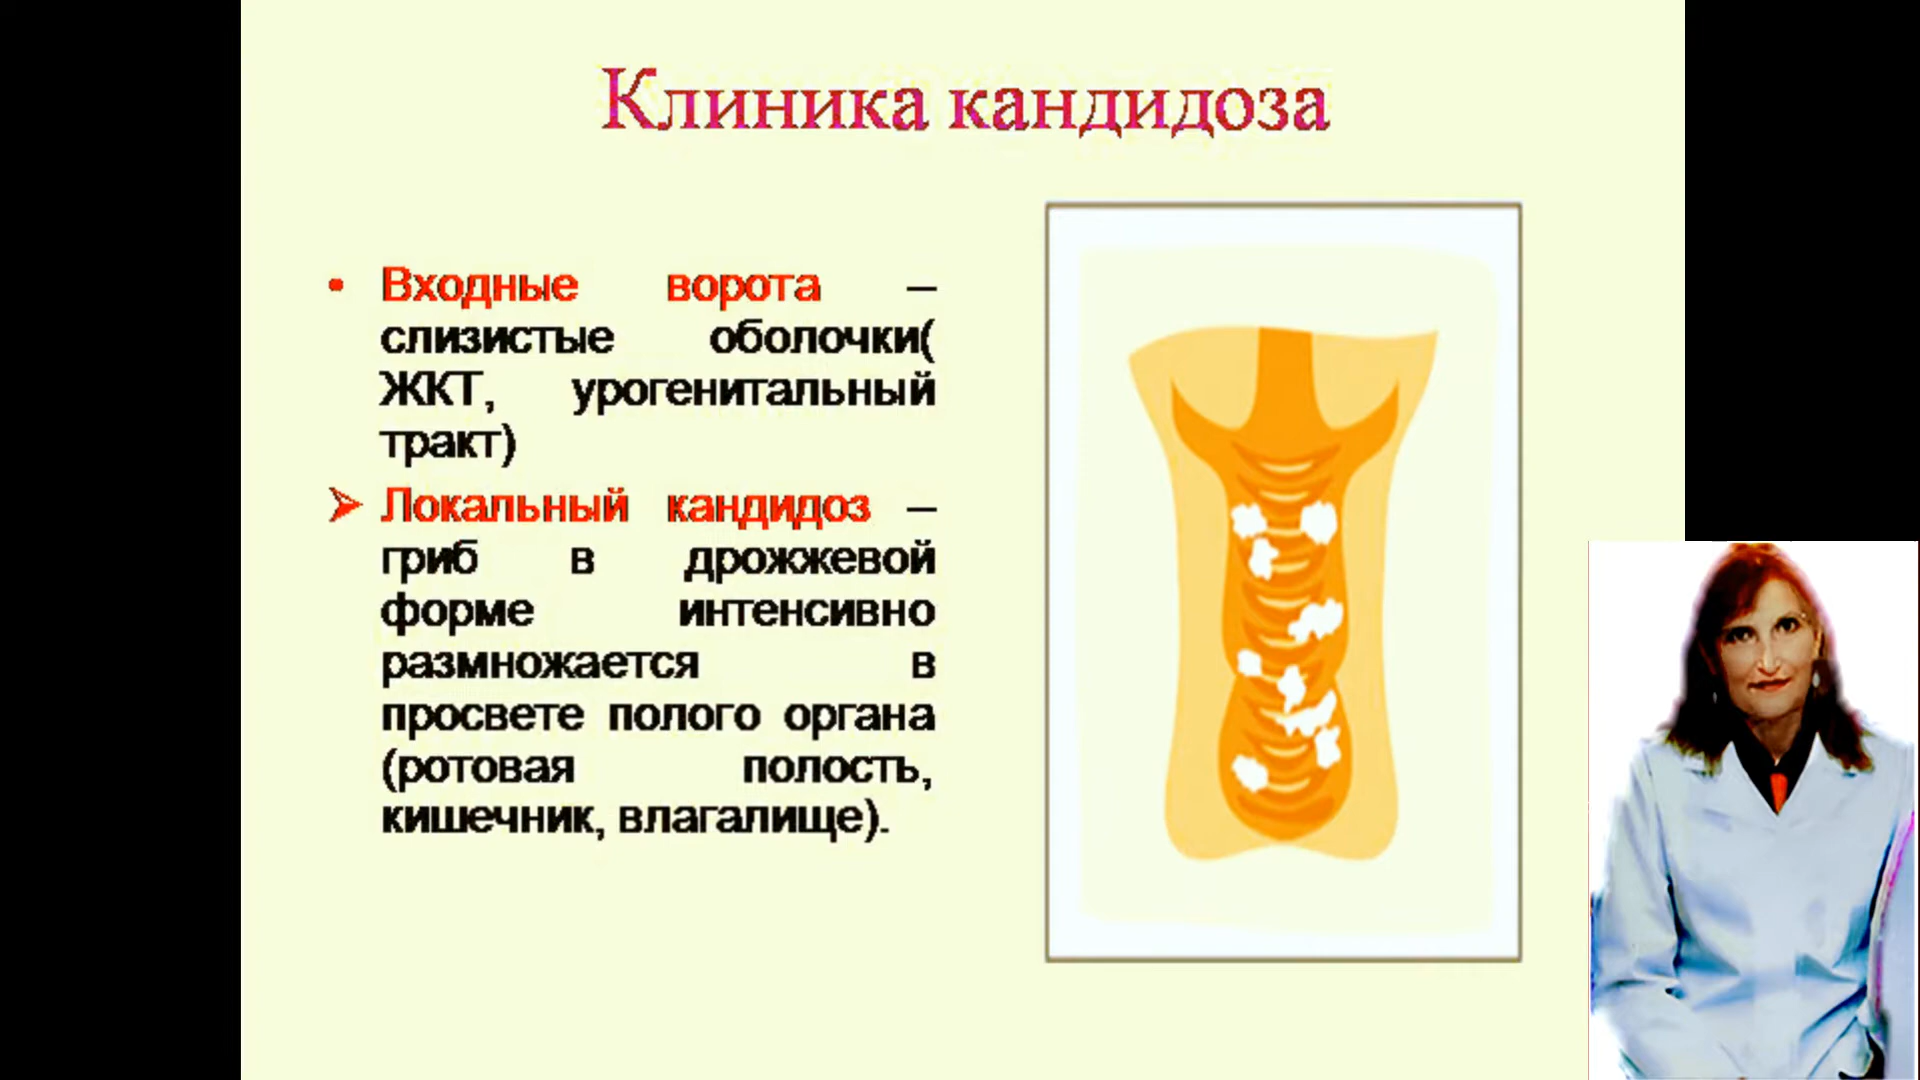 Клиника кандидоза
• Входные ворота –
слизистые оболочки(
ЖКТ, урогенитальный
тракт)
➢ Локальный кандидоз –
гриб в дрожжевой
форме интенсивно
размножается в
просвете полого органа
(ротовая полость,
кишечник, влагалище).